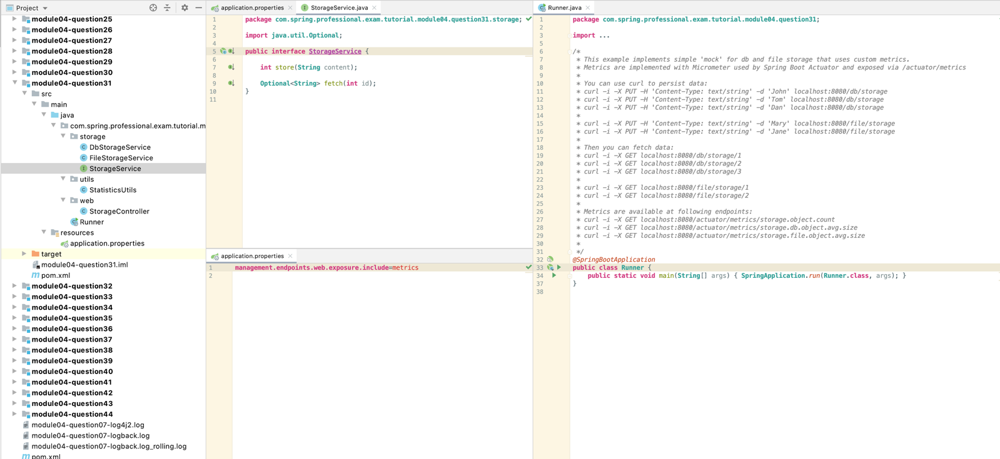 Project
module04-question25
module04-question26
module04-question27
module04-question28
module04-question29
module04-question30
module04-question31
src
main
java
com.spring.professional.exam.tutorial.m
storage
DbStorageService
FileStorageService
StorageService
utils
StatisticsUtils
web
StorageController
Runner
resources
application.properties
target
module04-question31.iml
pom.xml
module04-question32
module04-question33
module04-question34
module04-question35
module04-question36
module04-question37
module04-question38
module04-question39
module04-question40
module04-question41
module04-question42
module04-question43
module04-question44
module04-question07-log4j2.log
module04-question07-logback.log
module04-question07-logback.log_rolling.log
pom.xml
application.properties StorageService.java
1 package com.spring.professional.exam.tutorial.module04.question31.storage;
2
3 import java.util.Optional;
4
5 public interface StorageService {
6
7 int store(String content);
8
9 Optional<String> fetch(int id);
10 }
11
application.properties
1 management.endpoints.web.exposure.include=metrics
2
Runner.java
1 package com.spring.professional.exam.tutorial.module04.question31;
2
3 import ...
5
6 /*
7 * This example implements simple 'mock' for db and file storage that uses custom metrics.
8 * Metrics are implemented with Micrometer used by Spring Boot Actuator and exposed via /actuator/metrics
9 *
10 * You can use curl to persist data:
11 * curl -i -X PUT -H 'Content-Type: text/string' -d 'John' localhost:8080/db/storage
12 * curl -i -X PUT -H 'Content-Type: text/string' -d 'Tom' localhost:8080/db/storage
13 * curl -i -X PUT -H 'Content-Type: text/string' -d 'Dan' localhost:8080/db/storage
14 *
15 * curl -i -X PUT -H 'Content-Type: text/string' -d 'Mary' localhost:8080/file/storage
16 * curl -i -X PUT -H 'Content-Type: text/string' -d 'Jane' localhost:8080/file/storage
17 *
18 * Then you can fetch data:
19 * curl -i -X GET localhost:8080/db/storage/1
20 * curl -i -X GET localhost:8080/db/storage/2
21 * curl -i -X GET localhost:8080/db/storage/3
22 *
23 * curl -i -X GET localhost:8080/file/storage/1
24 * curl -i -X GET localhost:8080/file/storage/2
25 *
26 * Metrics are available at following endpoints:
27 * curl -i -X GET localhost:8080/actuator/metrics/storage.object.count
28 * curl -i -X GET localhost:8080/actuator/metrics/storage.db.object.avg.size
29 * curl -i -X GET localhost:8080/actuator/metrics/storage.file.object.avg.size
30 *
31 */
32 @SpringBootApplication
33 public class Runner {
34 public static void main(String[] args) { SpringApplication.run(Runner.class, args); }
37 }
38